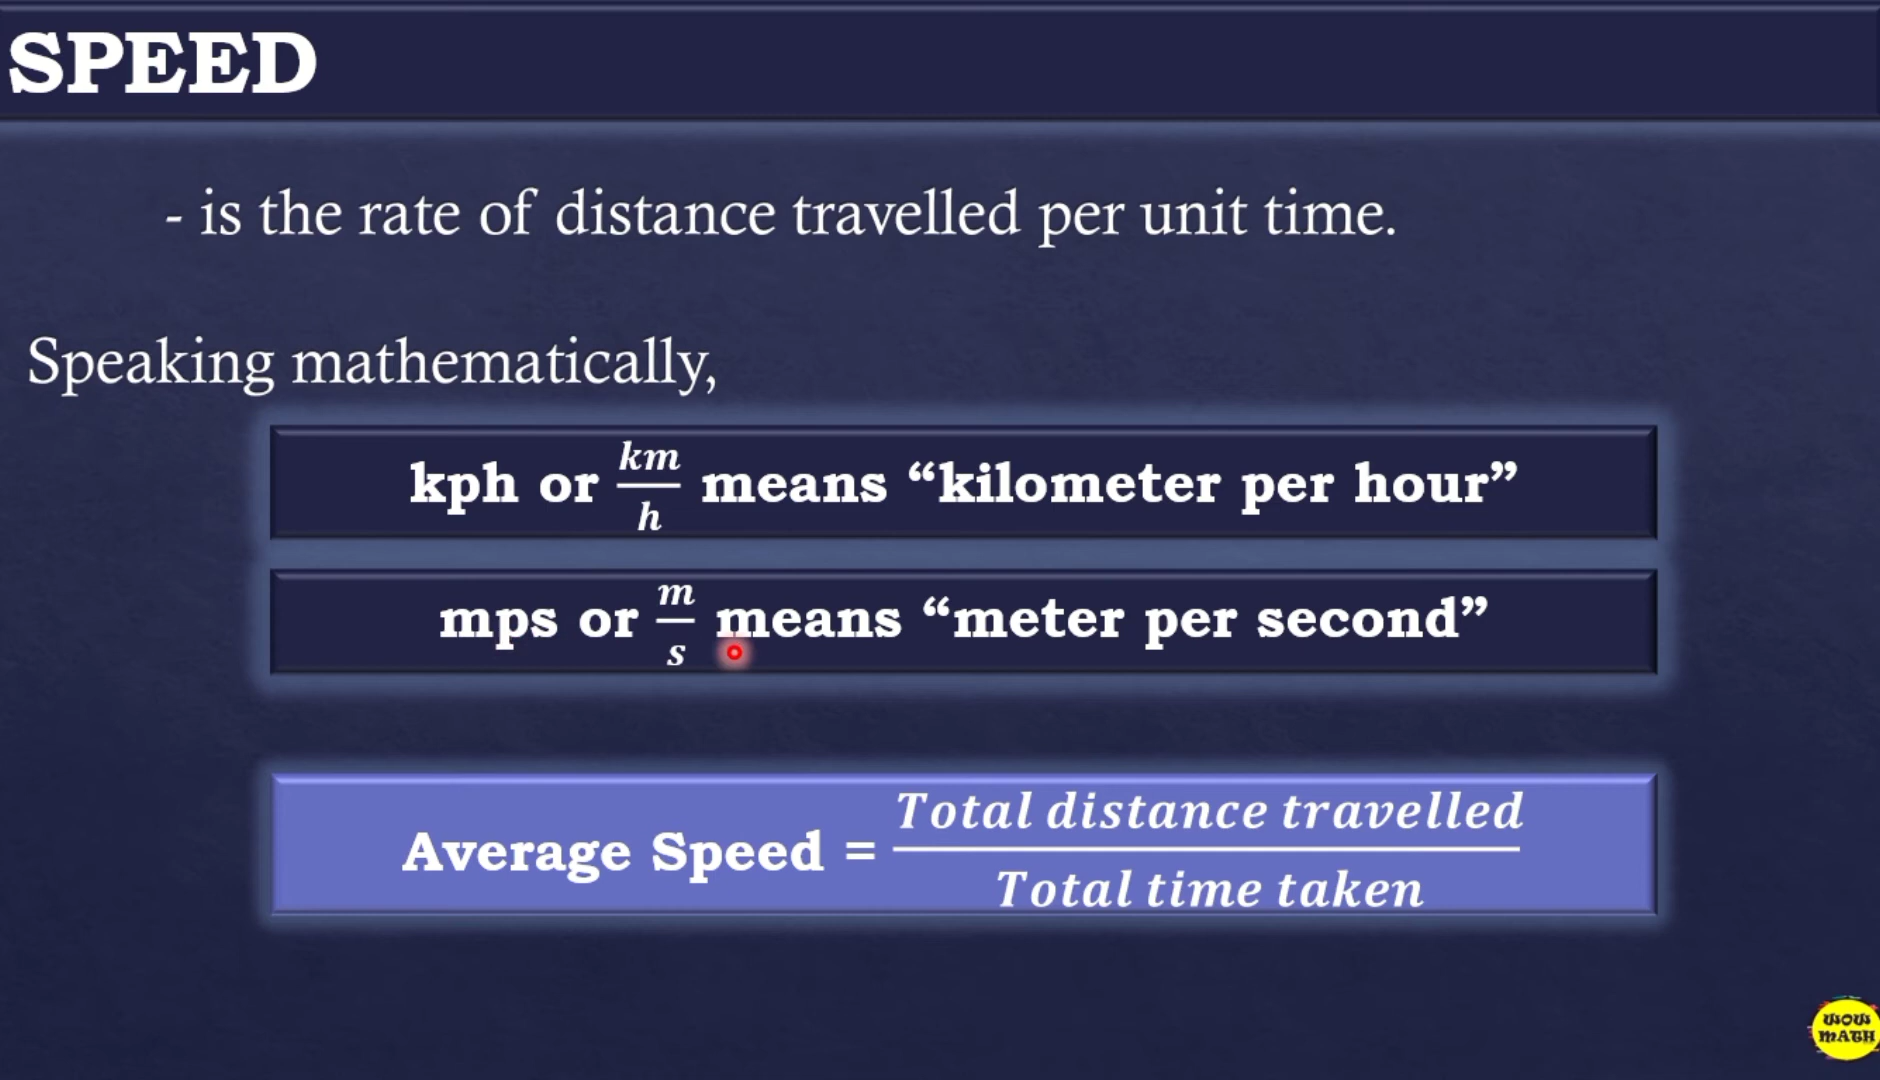 SPEED
- is the rate of distance travelled per unit time.
Speaking mathematically,
kph or km/h means “kilometer per hour”
mps or m/s means “meter per second”
Average Speed = Total distance travelled / Total time taken
WOW
MATH